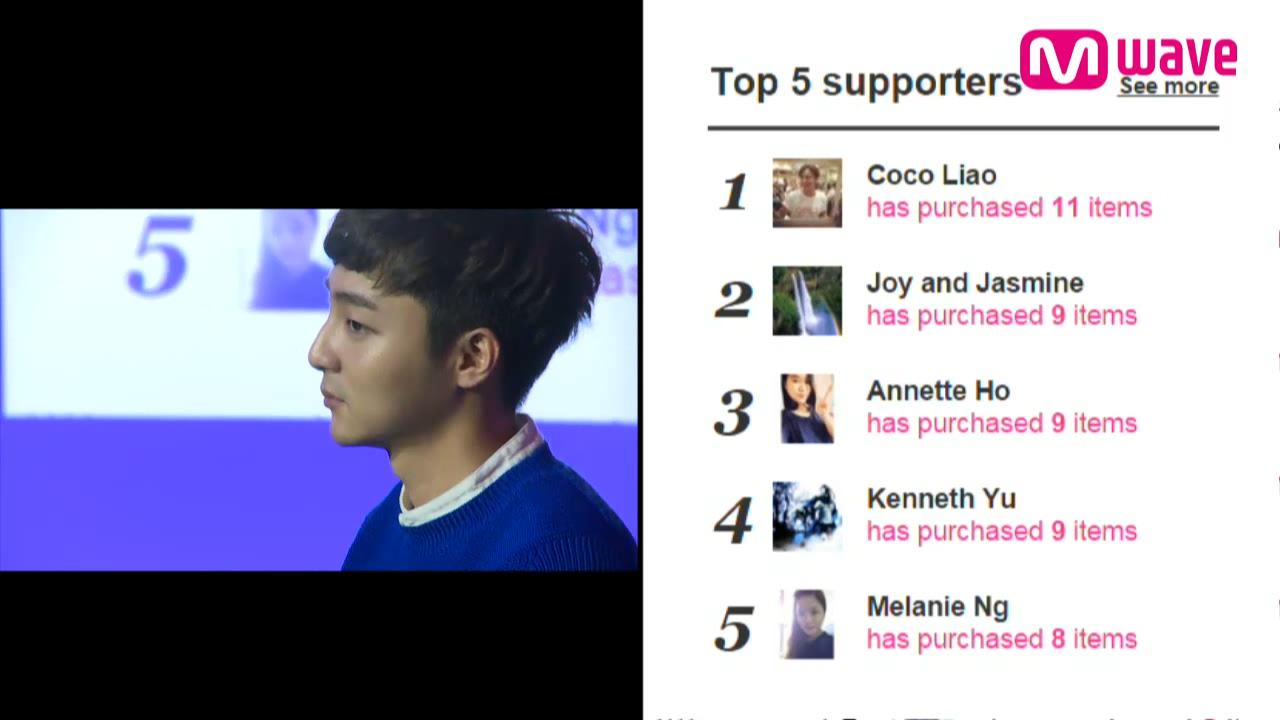 M wave
Top 5 supporters
See more
1
Coco Liao
has purchased 11 items
2
Joy and Jasmine
has purchased 9 items
3
Annette Ho
has purchased 9 items
4
Kenneth Yu
has purchased 9 items
5
Melanie Ng
has purchased 8 items
5
Ng
as